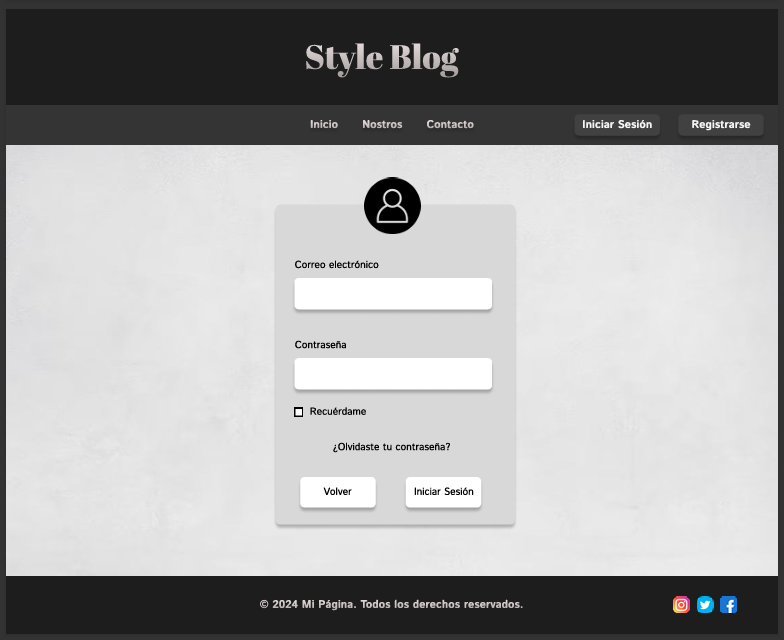 Style Blog
Inicio Nostros Contacto Iniciar Sesión Registrarse
Correo electrónico
Contraseña
Recuérdame
¿Olvidaste tu contraseña?
Volver Iniciar Sesión
© 2024 Mi Página. Todos los derechos reservados.